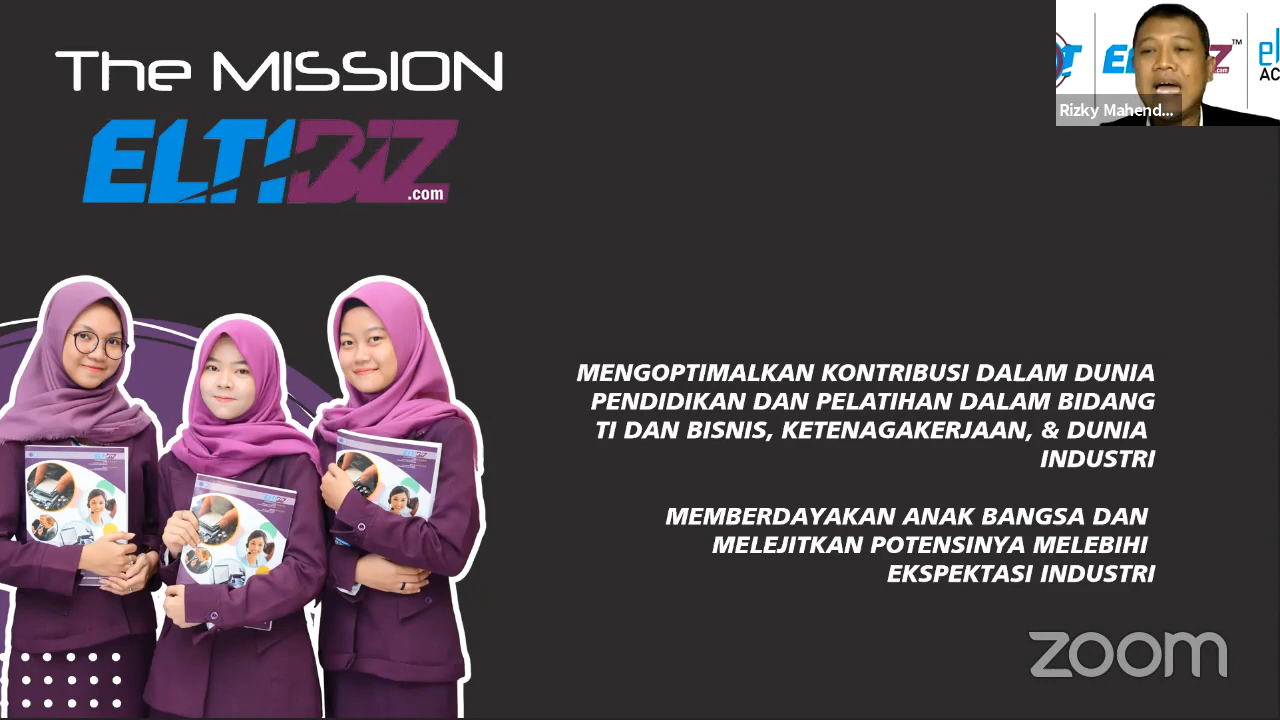 The MISSION
ELTIBIZ
.com
MENGOPTIMALKAN KONTRIBUSI DALAM DUNIA
PENDIDIKAN DAN PELATIHAN DALAM BIDANG
TI DAN BISNIS, KETENAGAKERJAAN, & DUNIA
INDUSTRI
MEMBERDAYAKAN ANAK BANGSA DAN
MELEJITKAN POTENSINYA MELEBIHI
EKSPEKTASI INDUSTRI
Rizky Mahend...
zoom